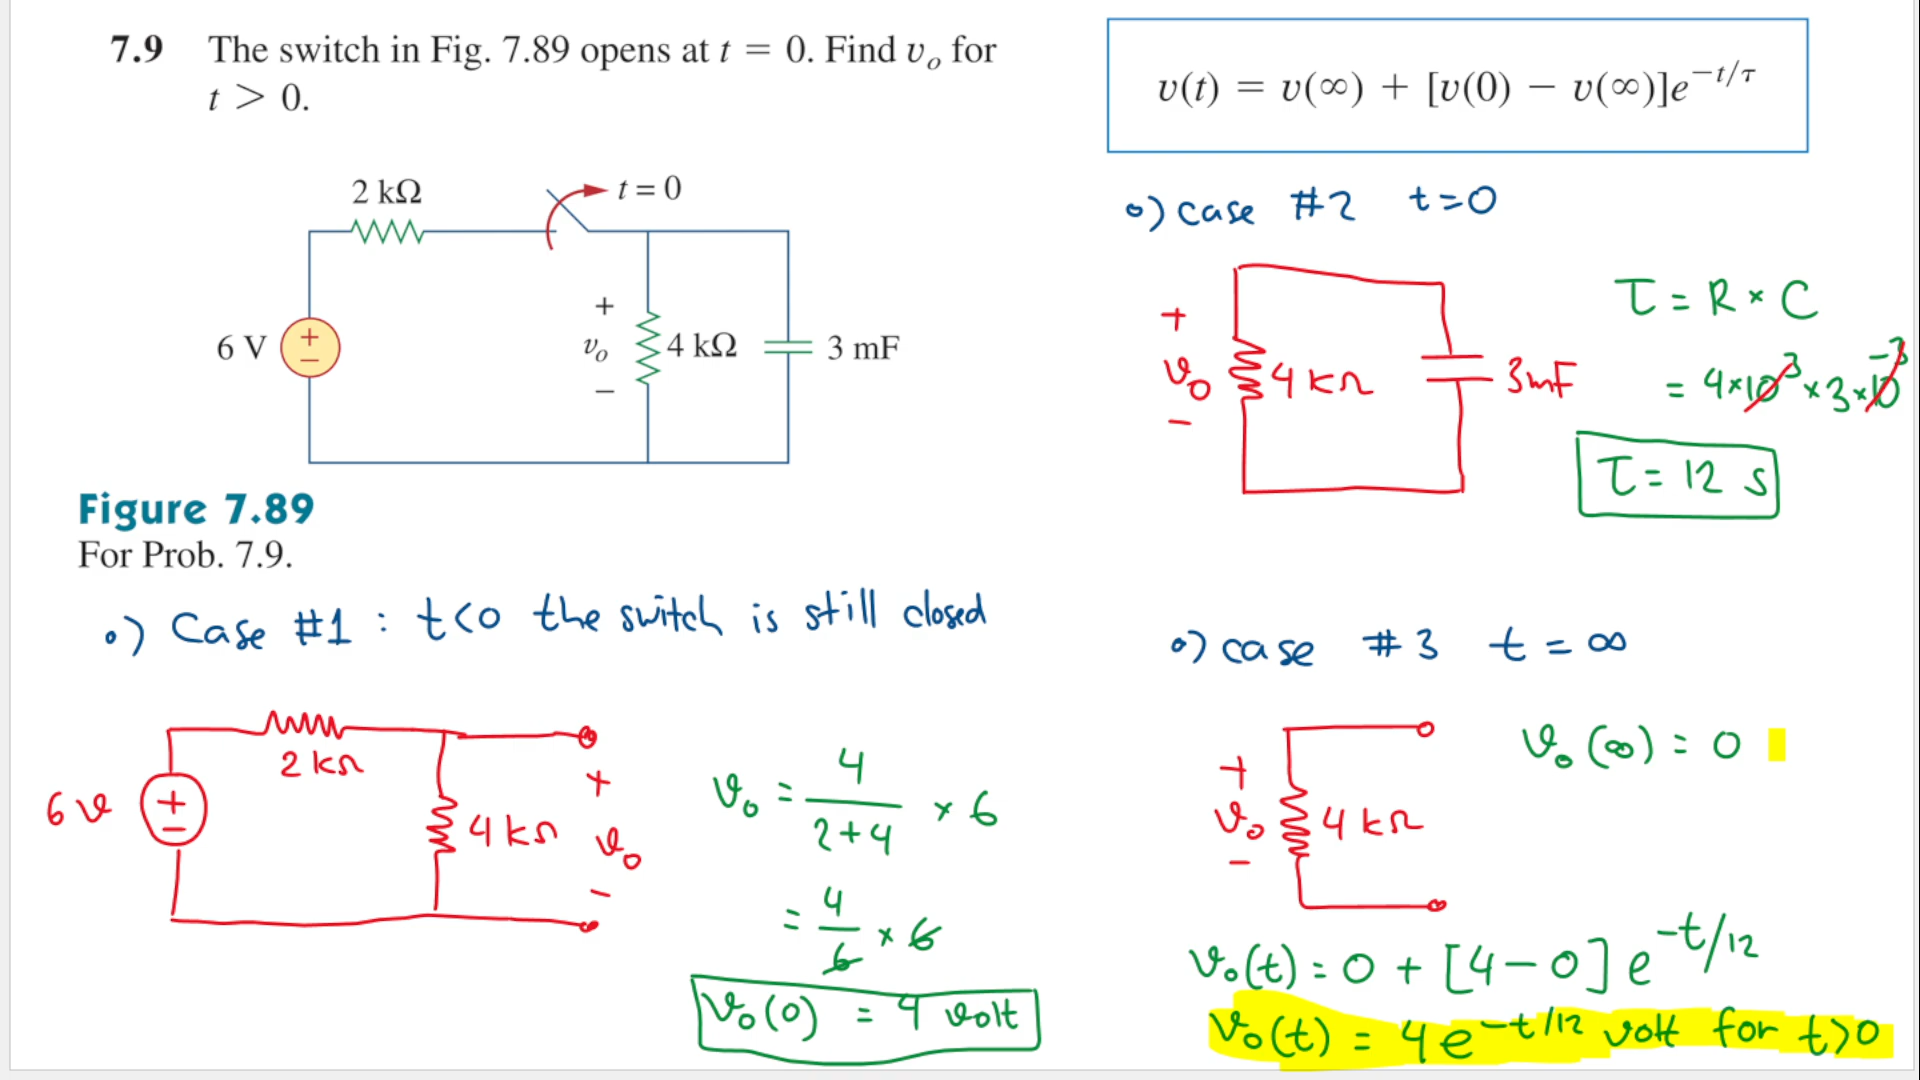 7.9 The switch in Fig. 7.89 opens at t = 0. Find v_o for
t > 0.
2 kΩ
t = 0
6 V
+
−
+
v_o
−
4 kΩ
3 mF
Figure 7.89
For Prob. 7.9.
o) Case #1 : t<0 the switch is still closed
6v
+
−
2 kΩ
4 kΩ
+
v_o
−
v_o = 4/(2+4) × 6
= 4/6 × 6
v_o(0) = 4 volt
v(t) = v(∞) + [v(0) − v(∞)]e^{−t/τ}
o) case #2 t=0
+
v_o
−
4 kΩ
3mF
τ = R × C
= 4×10^3 × 3×10^{-3}
τ = 12 s
o) case #3 t = ∞
+
v_o
−
4 kΩ
v_o(∞) = 0
v_o(t) = 0 + [4−0] e^{−t/12}
v_o(t) = 4e^{−t/12} volt for t>0